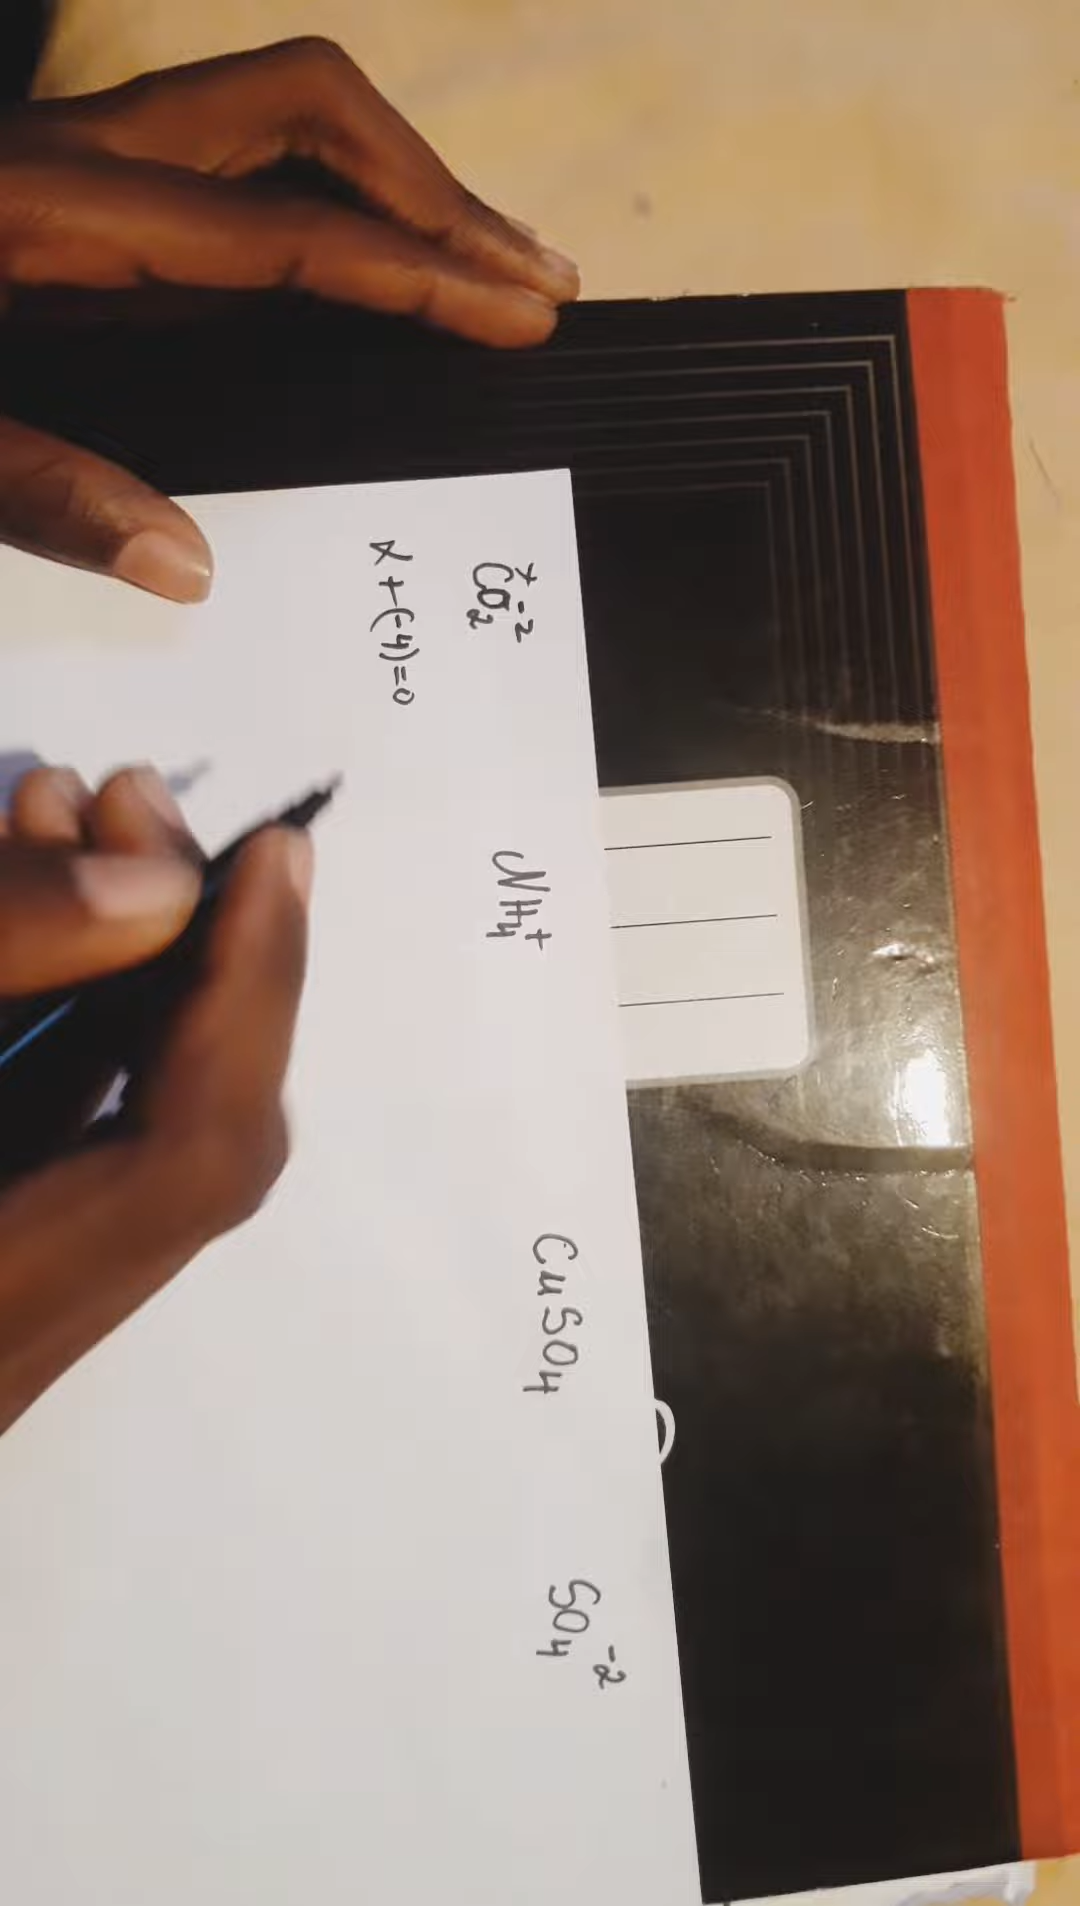 x -2
CO₂ NH₄⁺ CuSO₄ SO₄⁻²
x + (-4) = 0